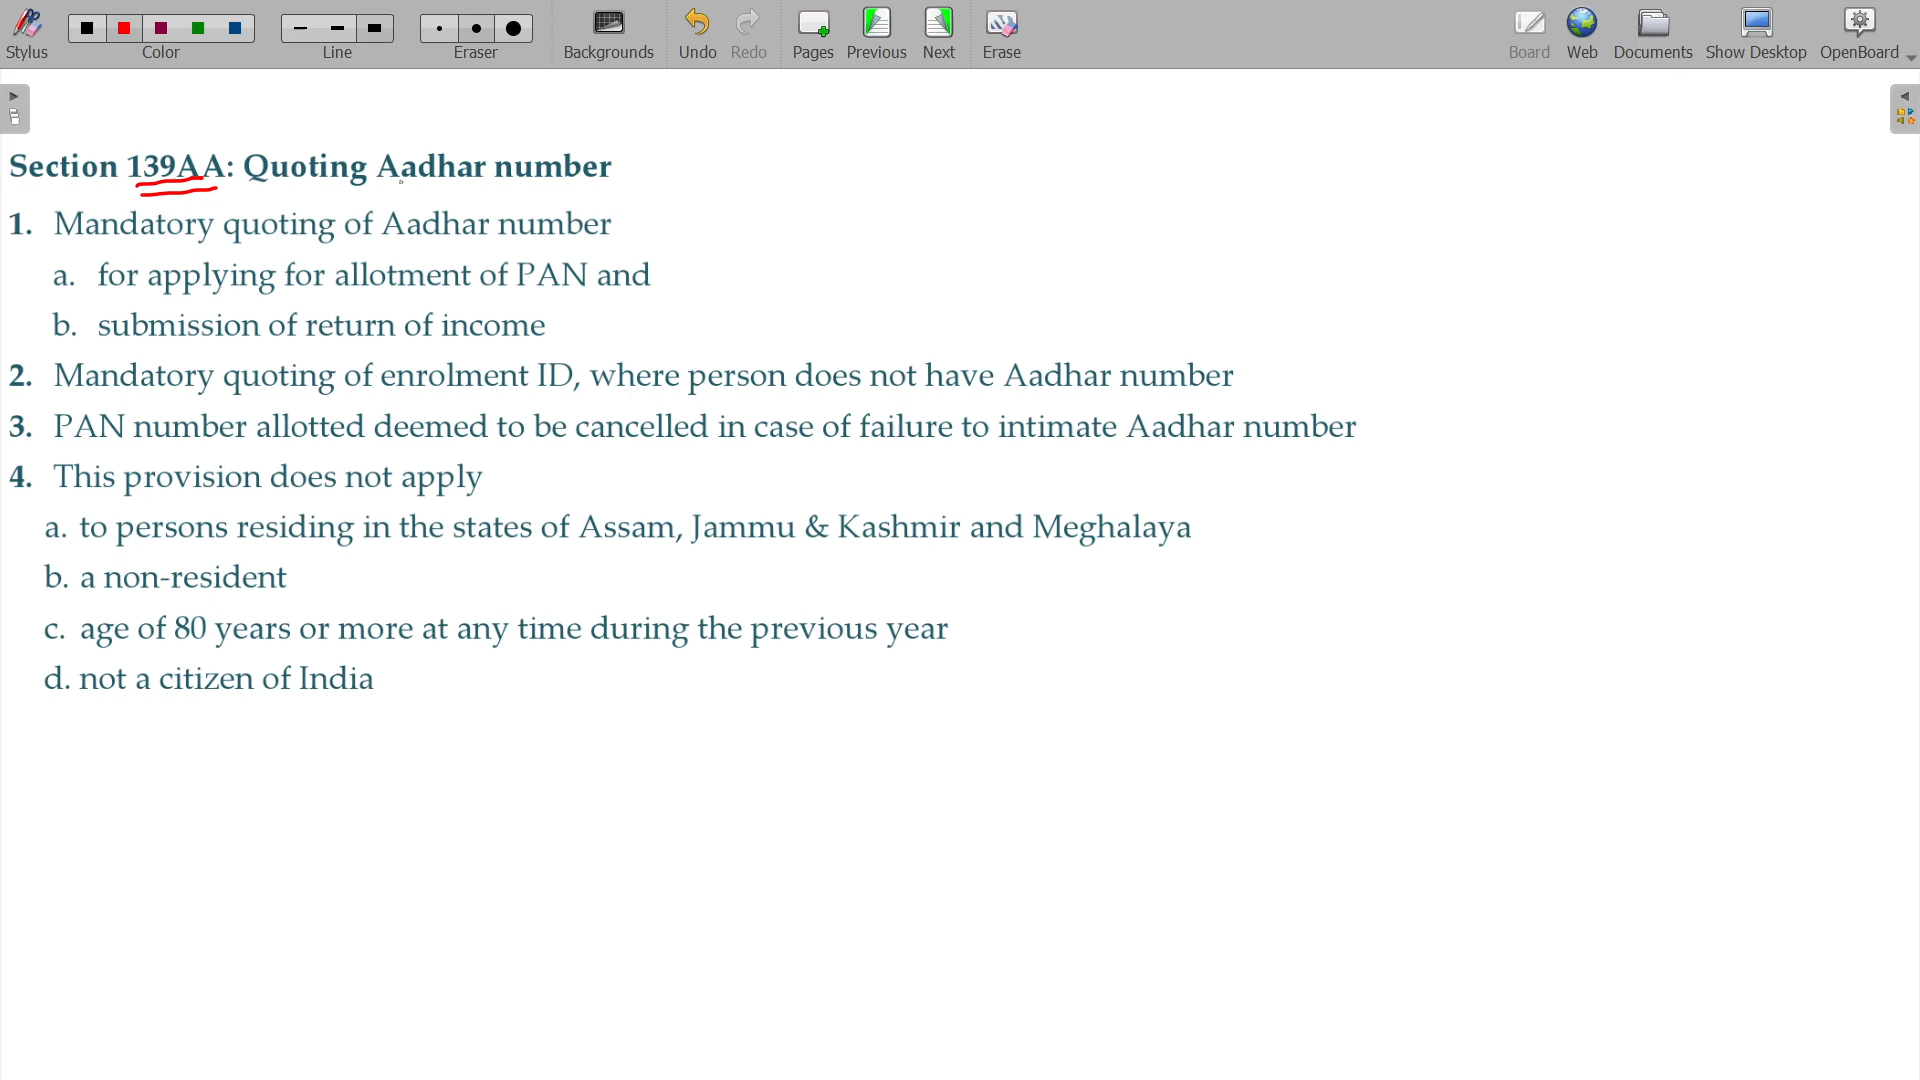 Stylus Color Line Eraser Backgrounds Undo Redo Pages Previous Next Erase Board Web Documents Show Desktop OpenBoard
Section 139AA: Quoting Aadhar number
1. Mandatory quoting of Aadhar number
a. for applying for allotment of PAN and
b. submission of return of income
2. Mandatory quoting of enrolment ID, where person does not have Aadhar number
3. PAN number allotted deemed to be cancelled in case of failure to intimate Aadhar number
4. This provision does not apply
a. to persons residing in the states of Assam, Jammu & Kashmir and Meghalaya
b. a non-resident
c. age of 80 years or more at any time during the previous year
d. not a citizen of India